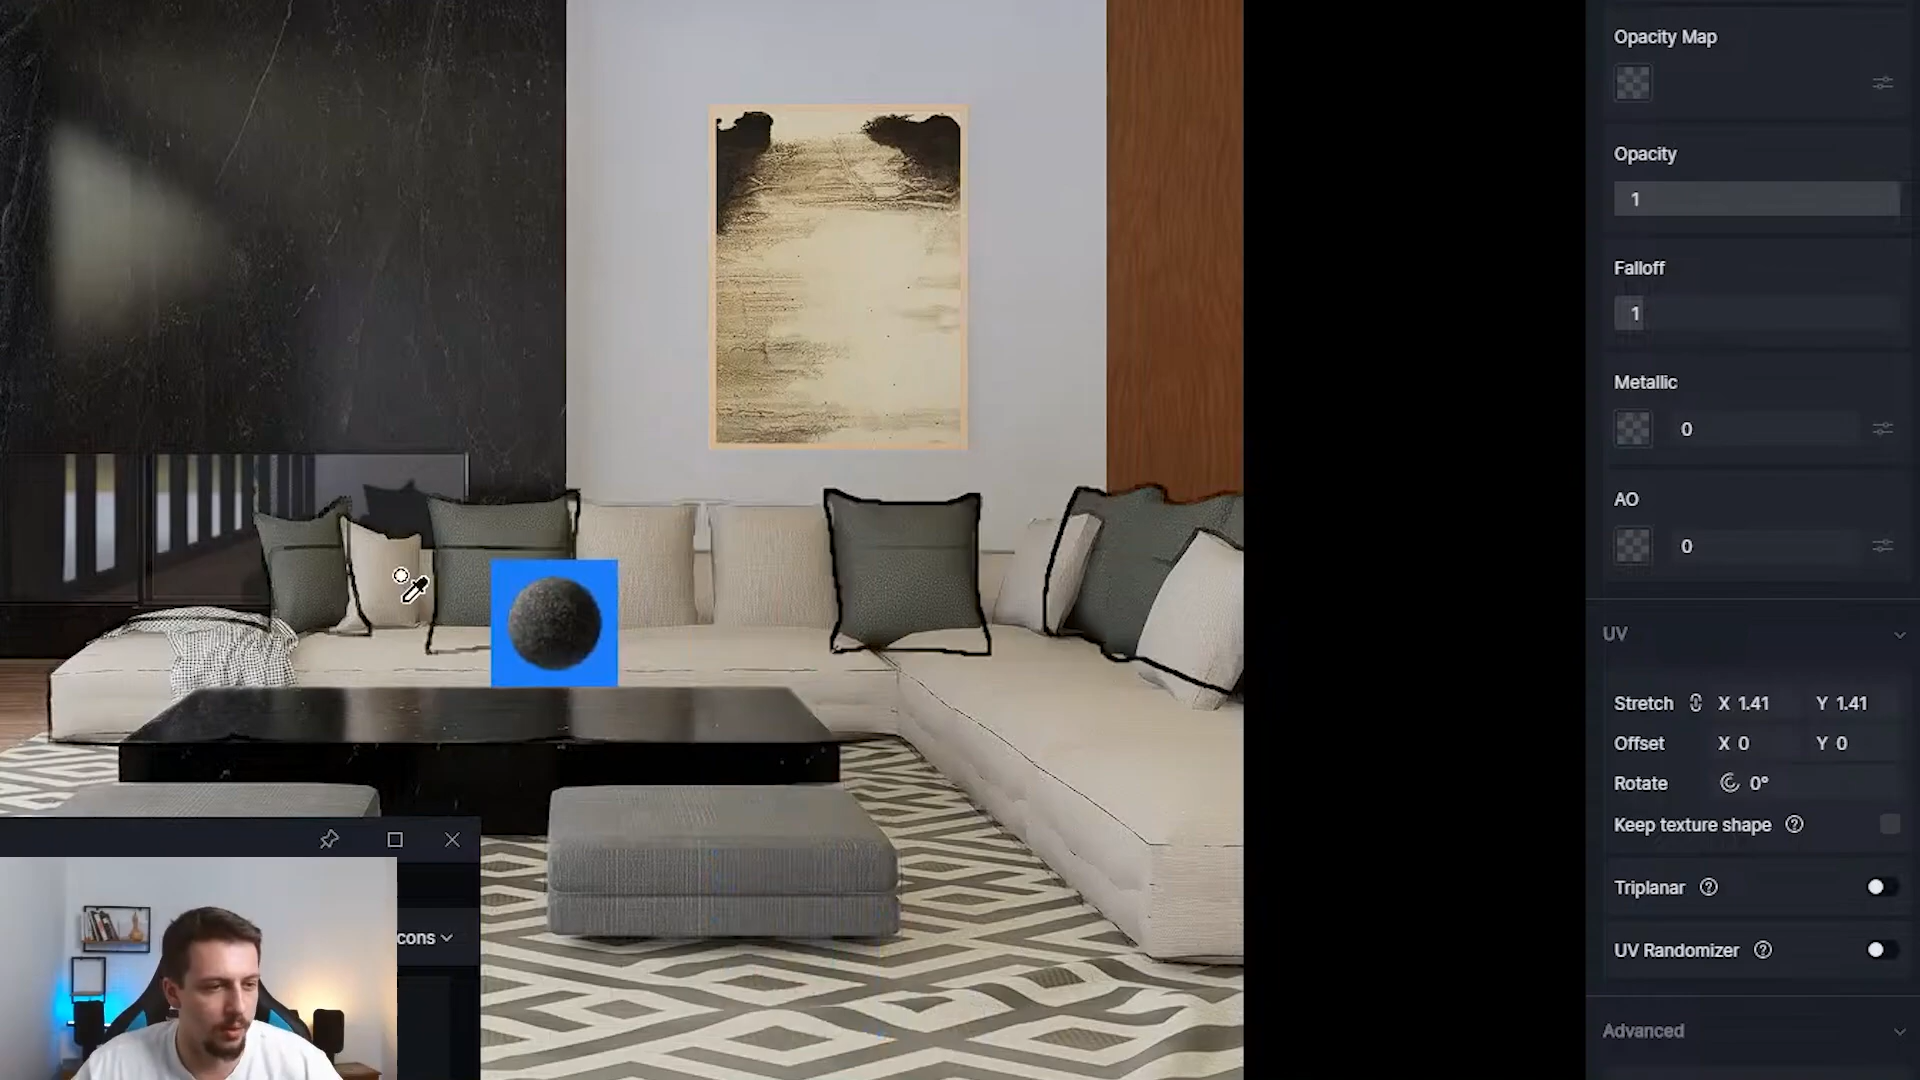 Opacity Map
Opacity
1
Falloff
1
Metallic
0
AO
0
UV
Stretch X 1.41 Y 1.41
Offset X 0 Y 0
Rotate 0°
Keep texture shape
Triplanar
UV Randomizer
Advanced
cons